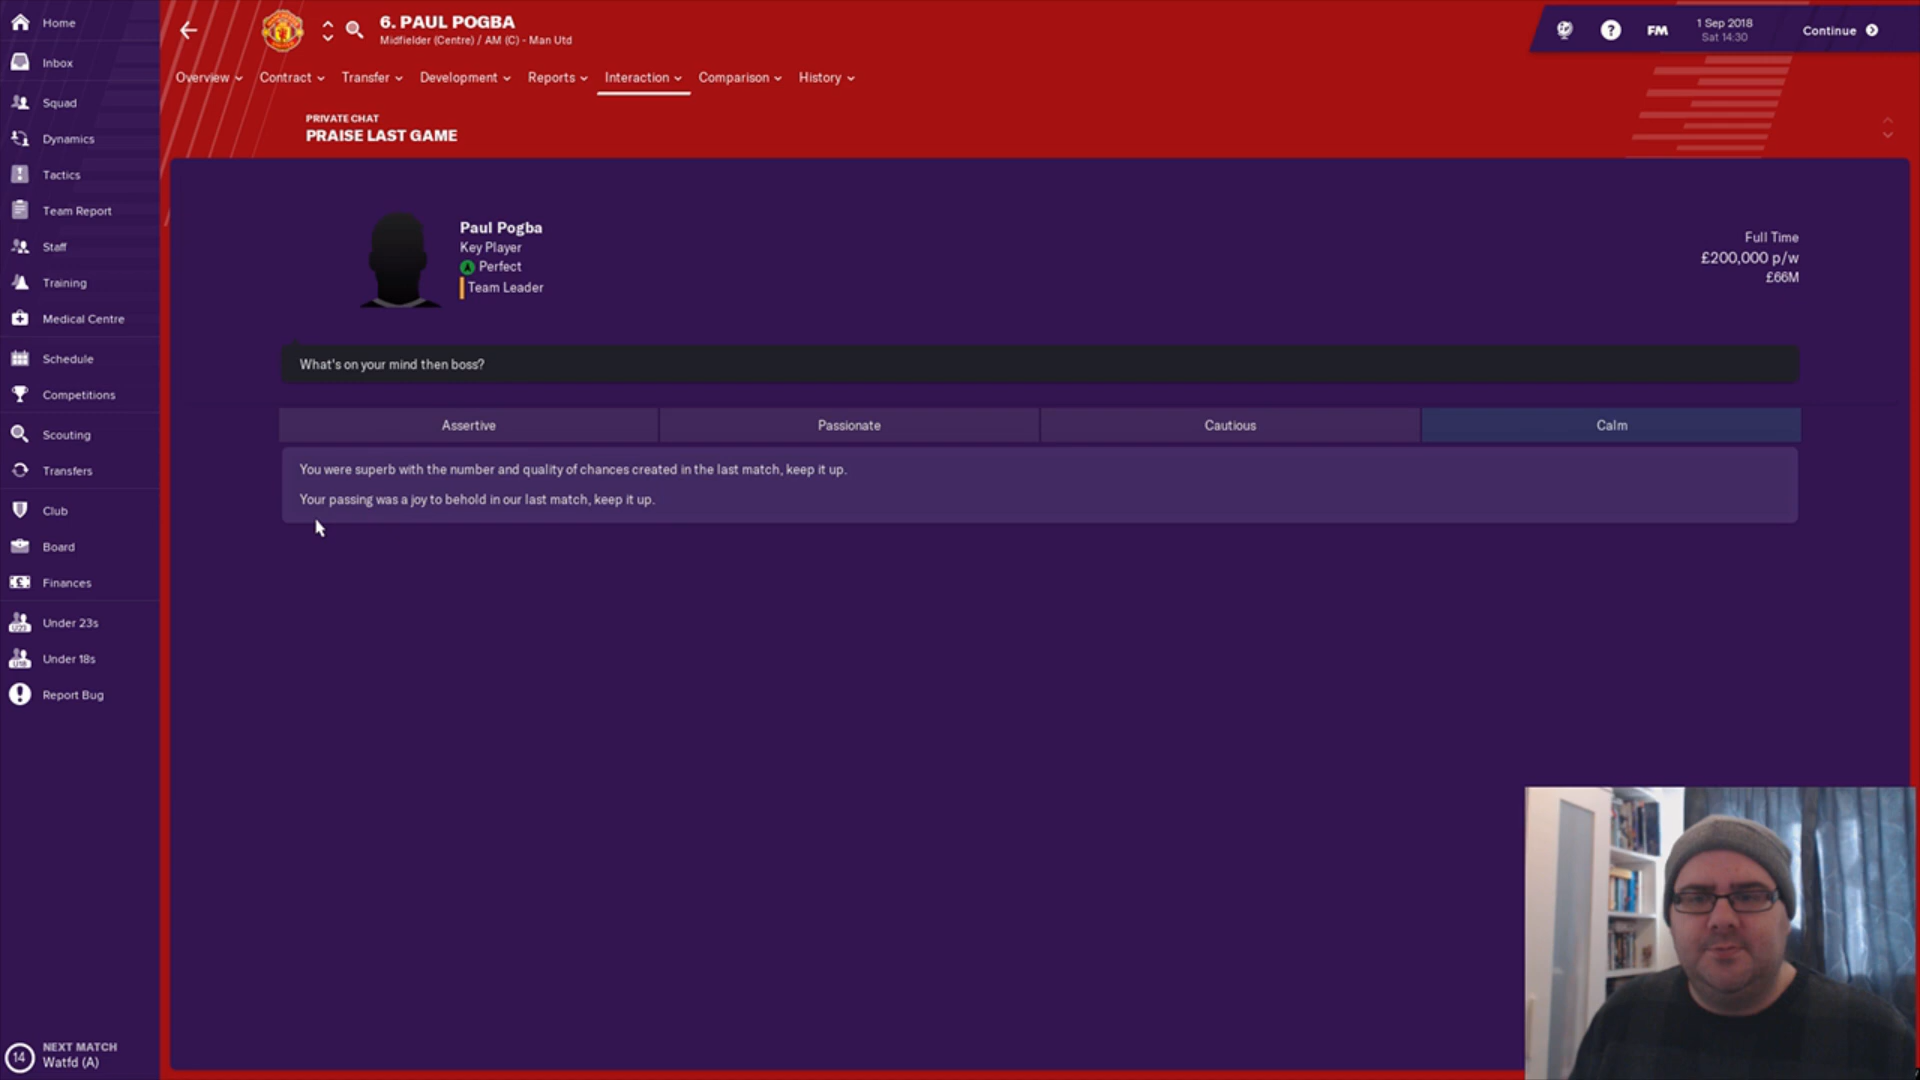 Home
Inbox
Squad
Dynamics
Tactics
Team Report
Staff
Training
Medical Centre
Schedule
Competitions
Scouting
Transfers
Club
Board
Finances
Under 23s
Under 18s
Report Bug
14
NEXT MATCH
Watfd (A)
6. PAUL POGBA
Midfielder (Centre) / AM (C) - Man Utd
FM
1 Sep 2018
Sat 14:30
Continue
Overview
Contract
Transfer
Development
Reports
Interaction
Comparison
History
PRIVATE CHAT
PRAISE LAST GAME
Paul Pogba
Key Player
Perfect
Team Leader
Full Time
£200,000 p/w
£66M
What's on your mind then boss?
Assertive
Passionate
Cautious
Calm
You were superb with the number and quality of chances created in the last match, keep it up.
Your passing was a joy to behold in our last match, keep it up.